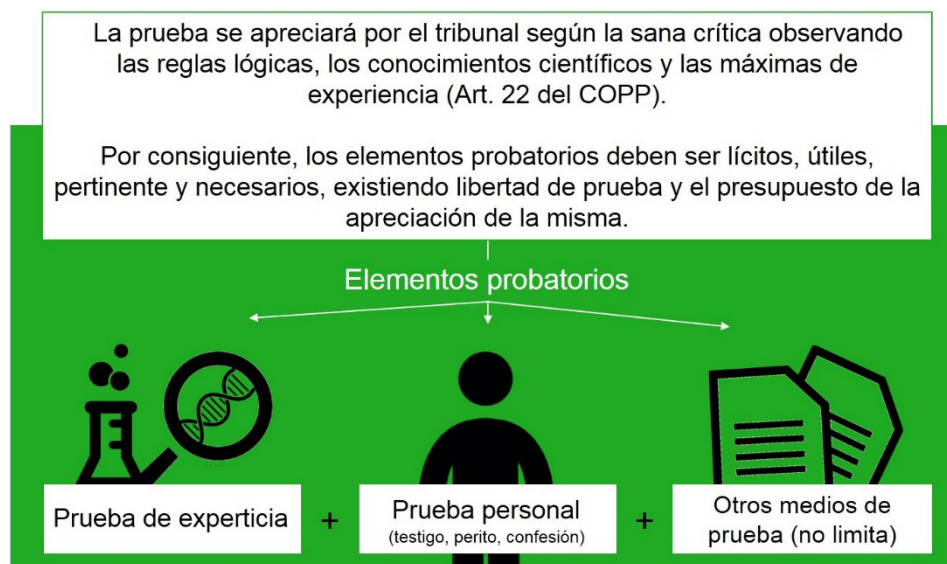 La prueba se apreciará por el tribunal según la sana crítica observando
las reglas lógicas, los conocimientos científicos y las máximas de
experiencia (Art. 22 del COPP).
Por consiguiente, los elementos probatorios deben ser lícitos, útiles,
pertinente y necesarios, existiendo libertad de prueba y el presupuesto de la
apreciación de la misma.
Elementos probatorios
Prueba de experticia
+
Prueba personal
(testigo, perito, confesión)
+
Otros medios de
prueba (no limita)